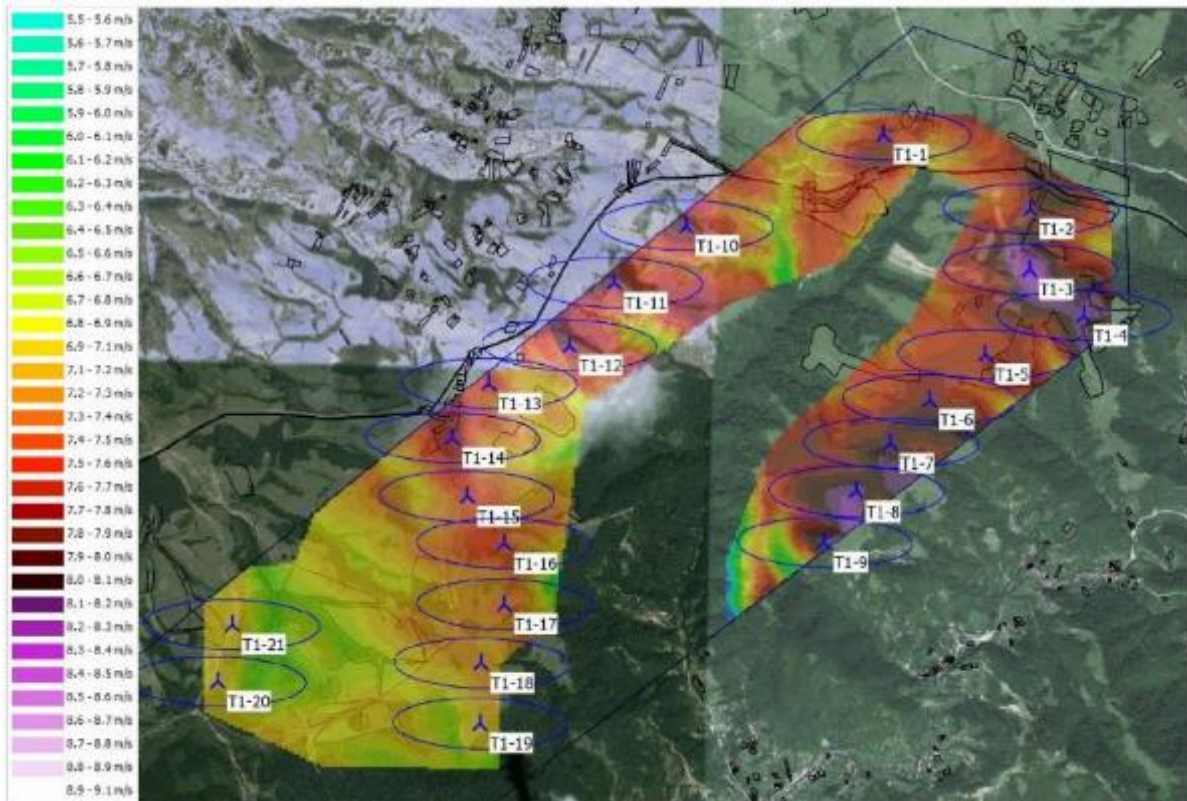 5.5 - 5.6 m/s
5.6 - 5.7 m/s
5.7 - 5.8 m/s
5.8 - 5.9 m/s
5.9 - 6.0 m/s
6.0 - 6.1 m/s
6.1 - 6.2 m/s
6.2 - 6.3 m/s
6.3 - 6.4 m/s
6.4 - 6.5 m/s
6.5 - 6.6 m/s
6.6 - 6.7 m/s
6.7 - 6.8 m/s
6.8 - 6.9 m/s
6.9 - 7.1 m/s
7.1 - 7.2 m/s
7.2 - 7.3 m/s
7.3 - 7.4 m/s
7.4 - 7.5 m/s
7.5 - 7.6 m/s
7.6 - 7.7 m/s
7.7 - 7.8 m/s
7.8 - 7.9 m/s
7.9 - 8.0 m/s
8.0 - 8.1 m/s
8.1 - 8.2 m/s
8.2 - 8.3 m/s
8.3 - 8.4 m/s
8.4 - 8.5 m/s
8.5 - 8.6 m/s
8.6 - 8.7 m/s
8.7 - 8.8 m/s
8.8 - 8.9 m/s
8.9 - 9.1 m/s
T1-1
T1-2
T1-10
T1-3
T1-11
T1-4
T1-12
T1-5
T1-13
T1-6
T1-14
T1-7
T1-15
T1-8
T1-16
T1-9
T1-17
T1-21
T1-18
T1-20
T1-19